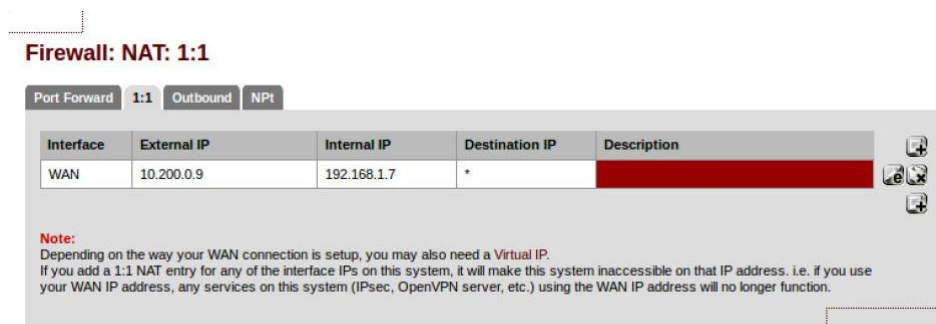 Firewall: NAT: 1:1
Port Forward 1:1 Outbound NPt
Interface External IP Internal IP Destination IP Description
WAN 10.200.0.9 192.168.1.7 *
Note:
Depending on the way your WAN connection is setup, you may also need a Virtual IP.
If you add a 1:1 NAT entry for any of the interface IPs on this system, it will make this system inaccessible on that IP address. i.e. if you use
your WAN IP address, any services on this system (IPsec, OpenVPN server, etc.) using the WAN IP address will no longer function.